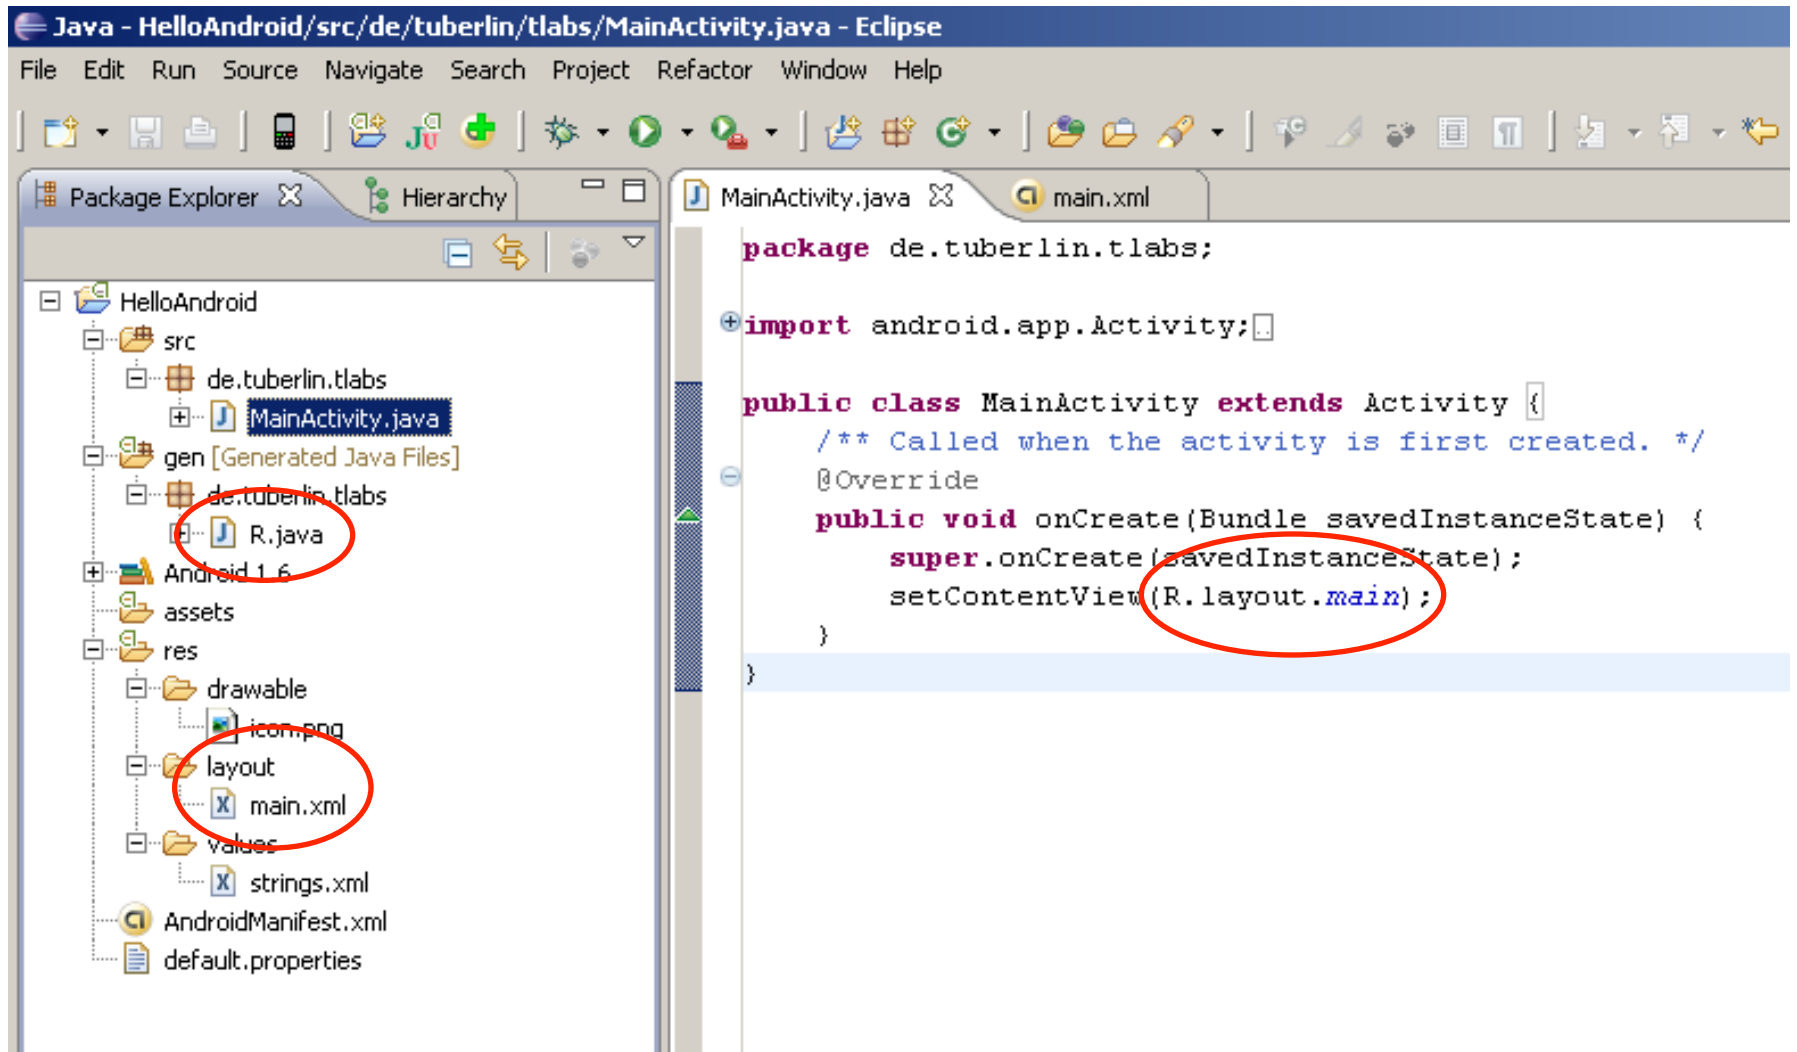 Java - HelloAndroid/src/de/tuberlin/tlabs/MainActivity.java - Eclipse
File Edit Run Source Navigate Search Project Refactor Window Help
Package Explorer Hierarchy
HelloAndroid
src
de.tuberlin.tlabs
MainActivity.java
gen [Generated Java Files]
de.tuberlin.tlabs
R.java
Android 1.6
assets
res
drawable
icon.png
layout
main.xml
values
strings.xml
AndroidManifest.xml
default.properties
MainActivity.java main.xml
package de.tuberlin.tlabs;
import android.app.Activity;
public class MainActivity extends Activity {
/** Called when the activity is first created. */
@Override
public void onCreate(Bundle savedInstanceState) {
super.onCreate(savedInstanceState);
setContentView(R.layout.main);
}
}